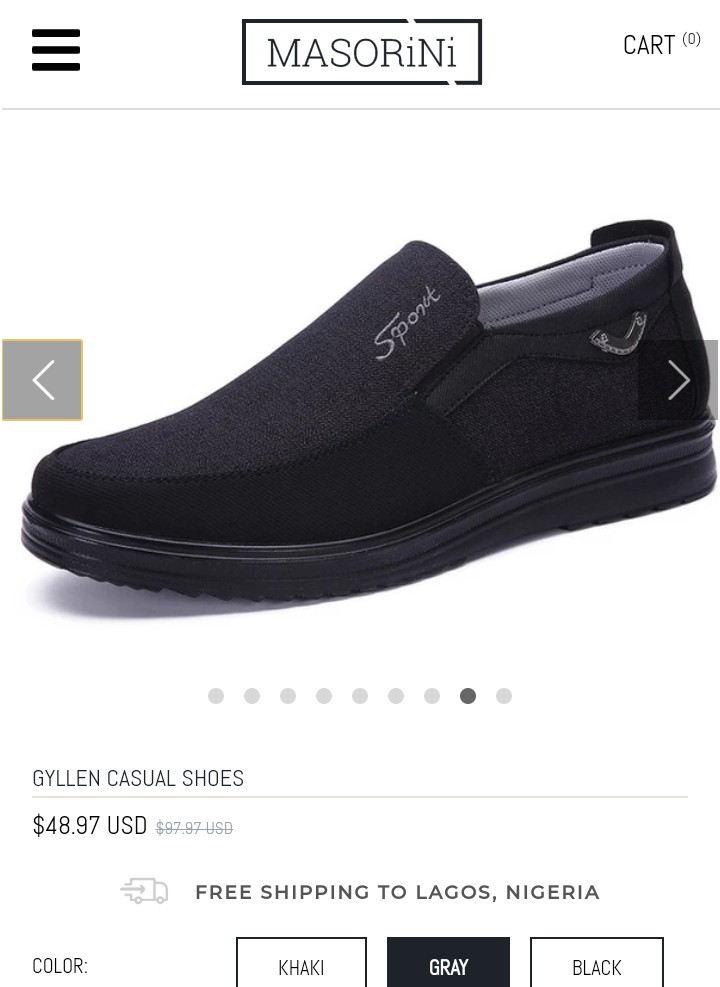 MASORiNi
CART (0)
Sport
GYLLEN CASUAL SHOES
$48.97 USD $97.97 USD
FREE SHIPPING TO LAGOS, NIGERIA
COLOR: KHAKI GRAY BLACK